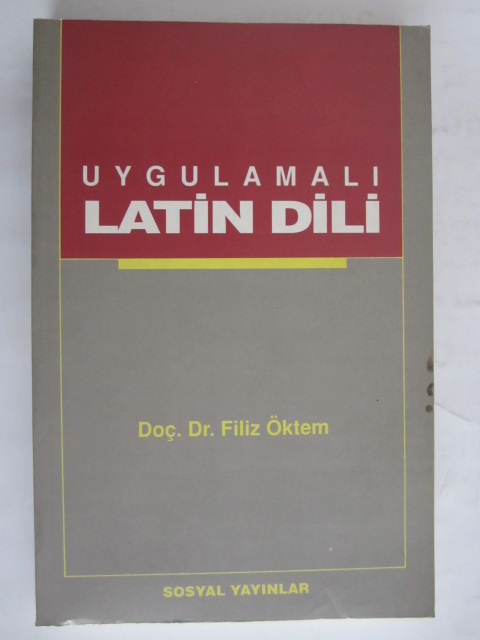 UYGULAMALI
LATİN DİLİ
Doç. Dr. Filiz Öktem
SOSYAL YAYINLAR